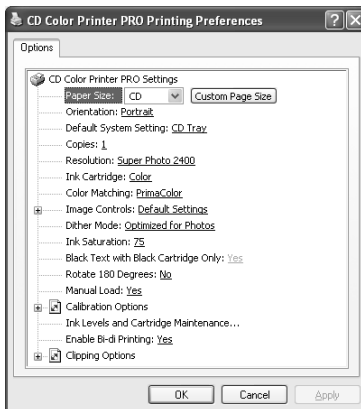 CD Color Printer PRO Printing Preferences
Options
CD Color Printer PRO Settings
Paper Size: CD Custom Page Size
Orientation: Portrait
Default System Setting: CD Tray
Copies: 1
Resolution: Super Photo 2400
Ink Cartridge: Color
Color Matching: PrimaColor
Image Controls: Default Settings
Dither Mode: Optimized for Photos
Ink Saturation: 75
Black Text with Black Cartridge Only: Yes
Rotate 180 Degrees: No
Manual Load: Yes
Calibration Options
Ink Levels and Cartridge Maintenance...
Enable Bi-di Printing: Yes
Clipping Options
OK Cancel Apply